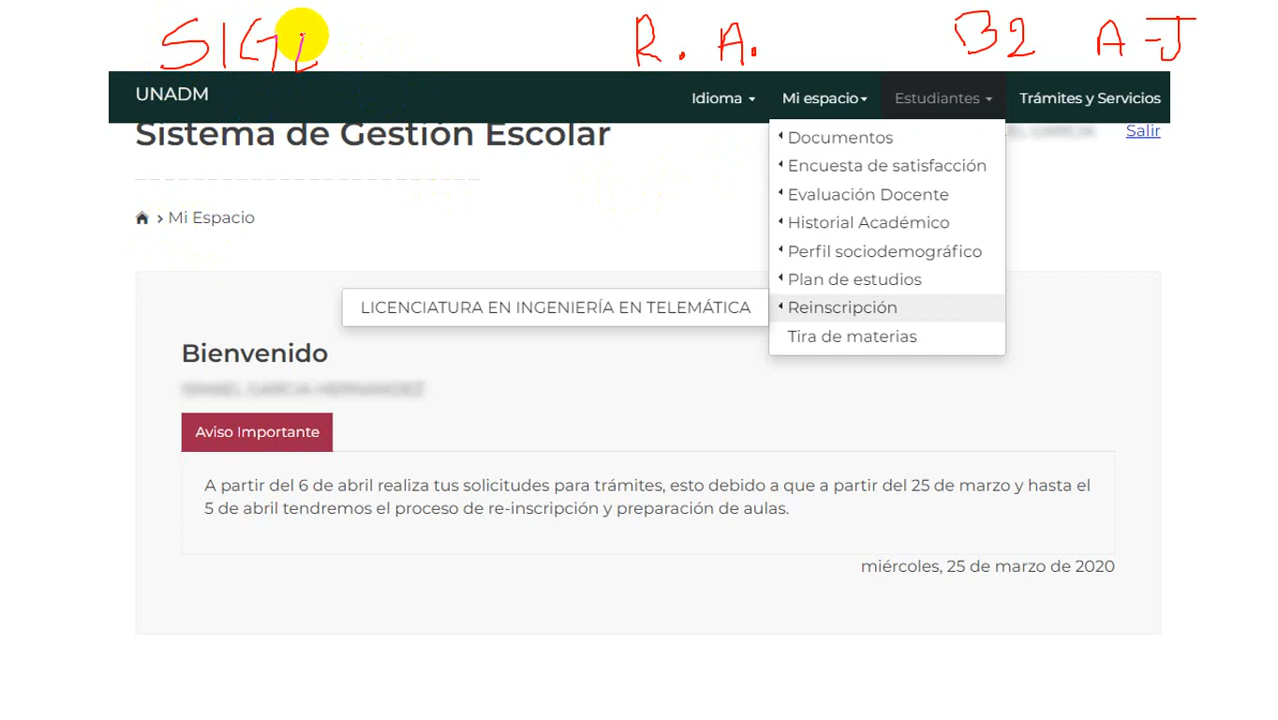 SIGE R. A. B2 A-J
UNADM Idioma Mi espacio Estudiantes Trámites y Servicios
Sistema de Gestión Escolar
Salir
Mi Espacio
Documentos
Encuesta de satisfacción
Evaluación Docente
Historial Académico
Perfil sociodemográfico
Plan de estudios
LICENCIATURA EN INGENIERÍA EN TELEMÁTICA
Reinscripción
Tira de materias
Bienvenido
Aviso Importante
A partir del 6 de abril realiza tus solicitudes para trámites, esto debido a que a partir del 25 de marzo y hasta el
5 de abril tendremos el proceso de re-inscripción y preparación de aulas.
miércoles, 25 de marzo de 2020